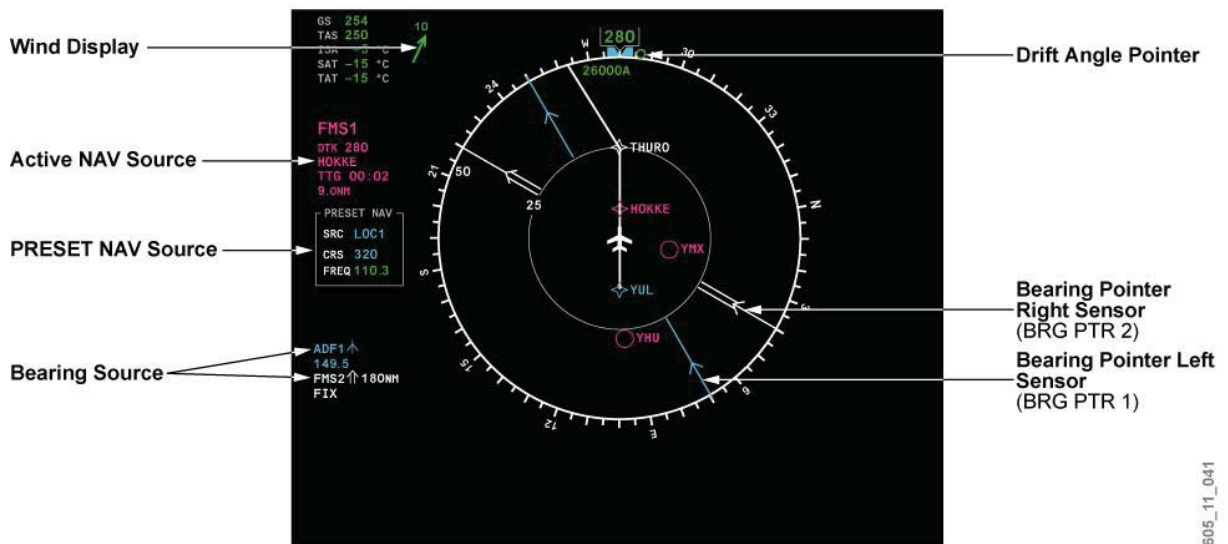 Wind Display
Active NAV Source
PRESET NAV Source
Bearing Source
GS 254
TAS 250
ISA -5 °C
SAT -15 °C
TAT -15 °C
10
FMS1
DTK 280
HOKKE
TTG 00:02
9.0NM
PRESET NAV
SRC LOC1
CRS 320
FREQ 110.3
ADF1
149.5
FMS2 180NM
FIX
280
26000A
W
30
33
N
3
6
E
12
15
S
21
24
50
25
THURO
HOKKE
YMX
YUL
YHU
Drift Angle Pointer
Bearing Pointer
Right Sensor
(BRG PTR 2)
Bearing Pointer Left
Sensor
(BRG PTR 1)
605_11_041